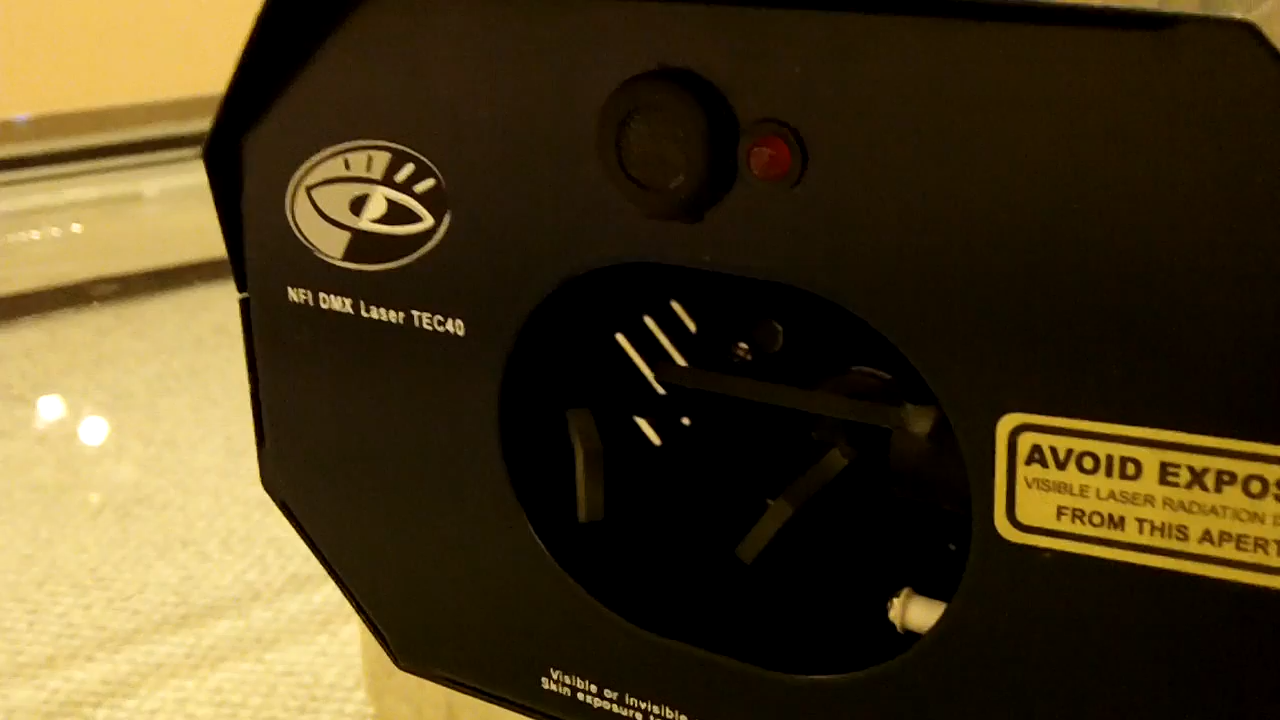 NFI DMX Laser TEC40
AVOID EXPOS
VISIBLE LASER RADIATION
FROM THIS APERT
Visible or invisible
Skin exposure